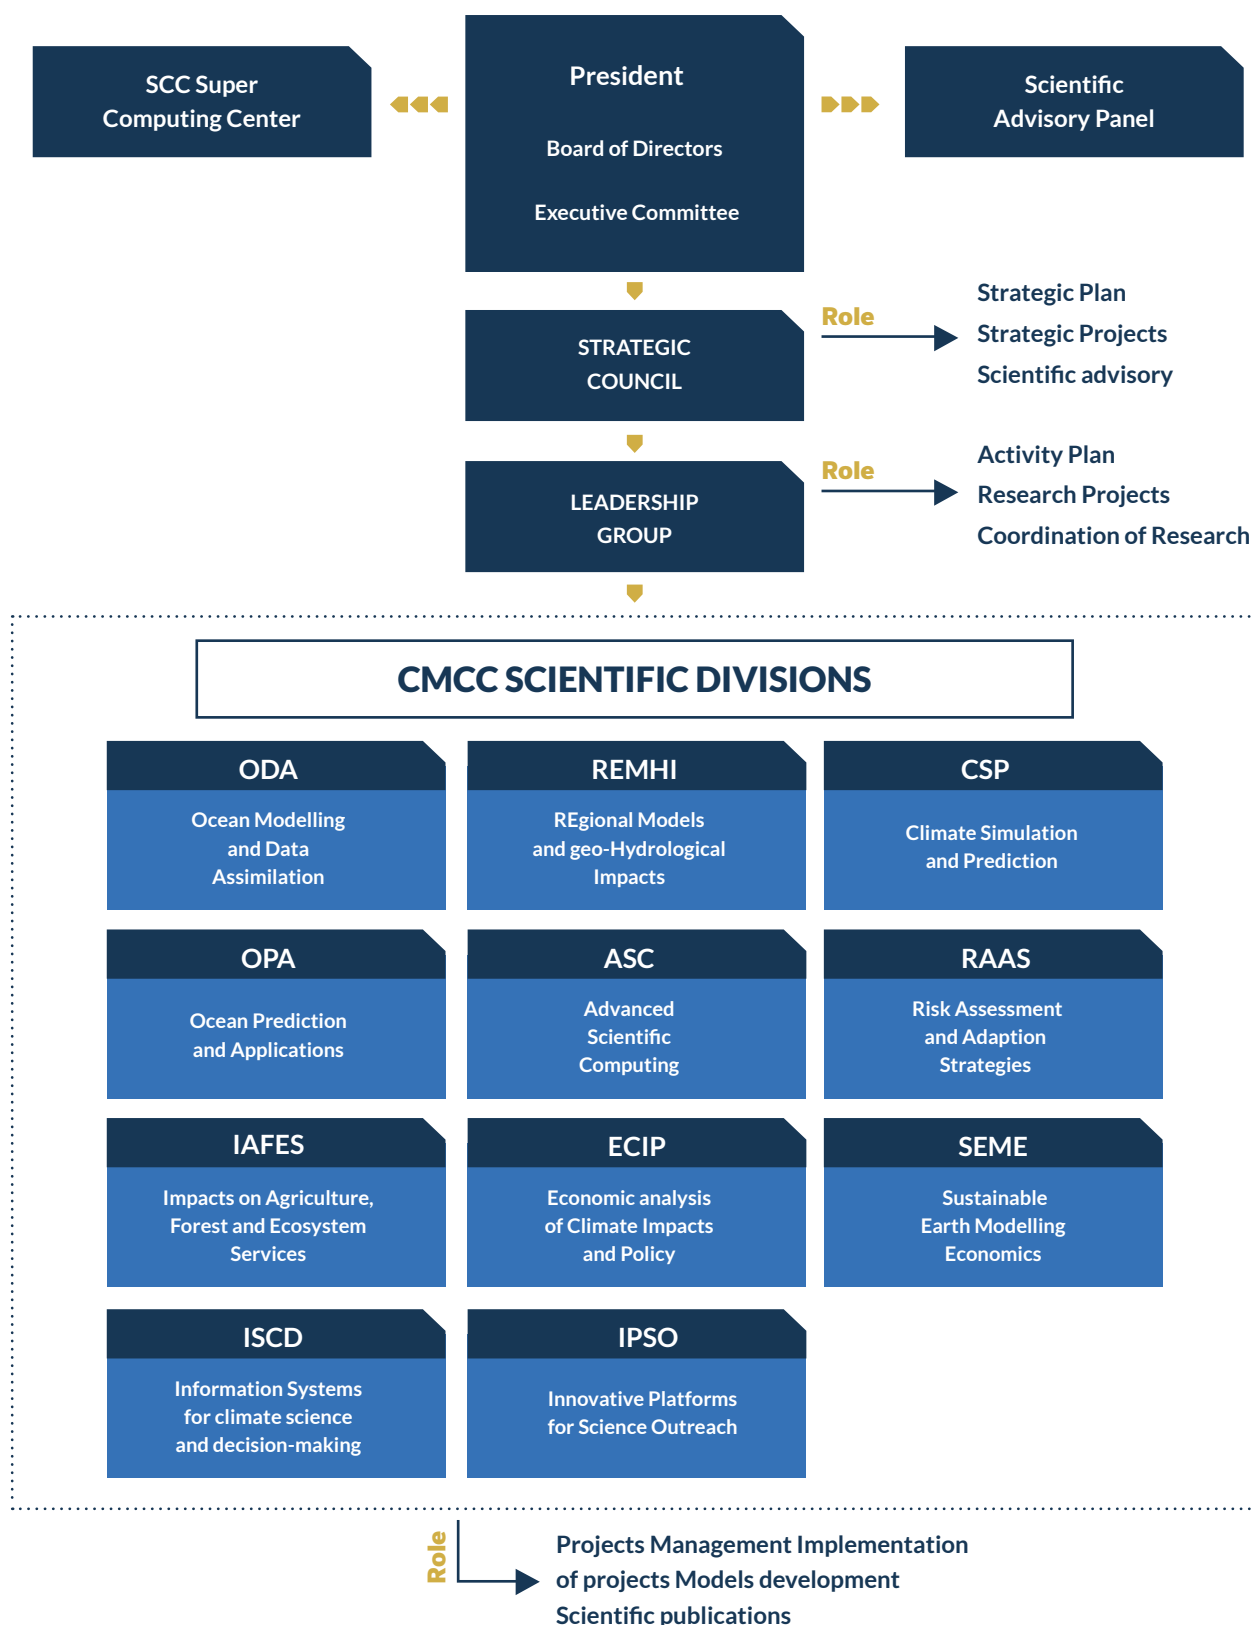 SCC Super
Computing Center
President
Board of Directors
Executive Committee
Scientific
Advisory Panel
STRATEGIC
COUNCIL
Role
Strategic Plan
Strategic Projects
Scientific advisory
LEADERSHIP
GROUP
Role
Activity Plan
Research Projects
Coordination of Research
CMCC SCIENTIFIC DIVISIONS
ODA
Ocean Modelling
and Data
Assimilation
REMHI
REgional Models
and geo-Hydrological
Impacts
CSP
Climate Simulation
and Prediction
OPA
Ocean Prediction
and Applications
ASC
Advanced
Scientific
Computing
RAAS
Risk Assessment
and Adaption
Strategies
IAFES
Impacts on Agriculture,
Forest and Ecosystem
Services
ECIP
Economic analysis
of Climate Impacts
and Policy
SEME
Sustainable
Earth Modelling
Economics
ISCD
Information Systems
for climate science
and decision-making
IPSO
Innovative Platforms
for Science Outreach
Role
Projects Management Implementation
of projects Models development
Scientific publications